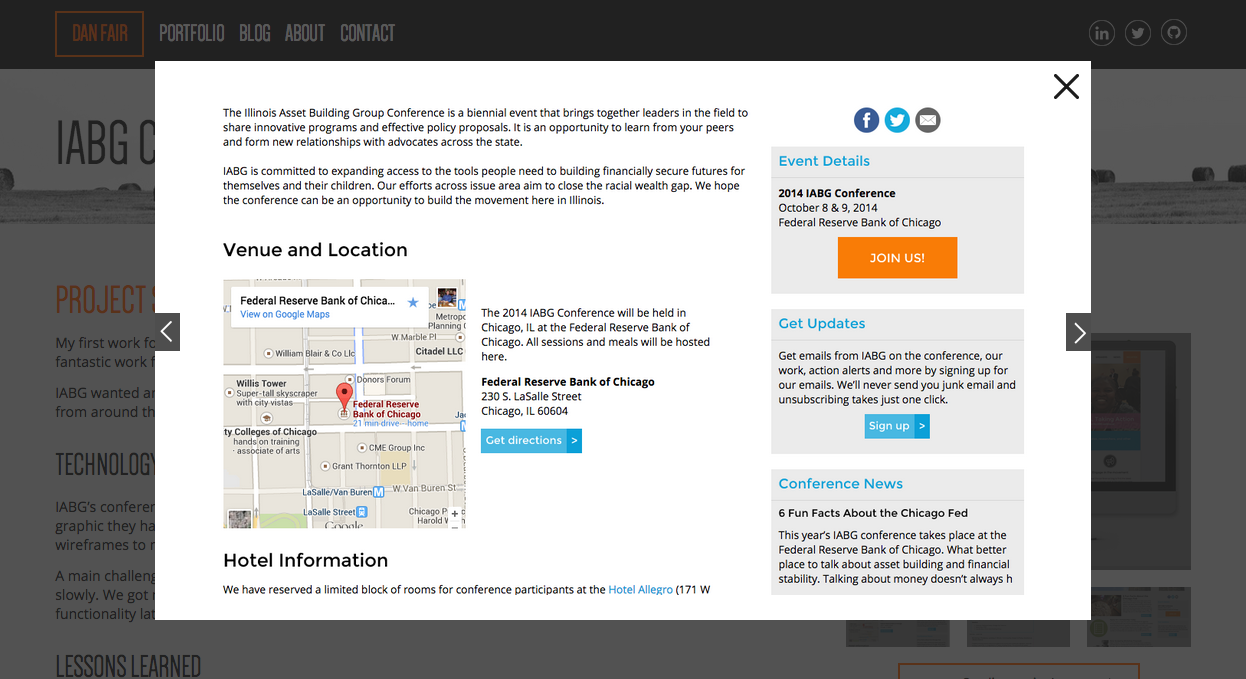 DAN FAIR PORTFOLIO BLOG ABOUT CONTACT
IABG C
PROJECT S
My first work fo
fantastic work f
IABG wanted a
from around th
TECHNOLOGY
IABG's conferen
graphic they ha
wireframes to
A main challeng
slowly. We got
functionality lat
LESSONS LEARNED
The Illinois Asset Building Group Conference is a biennial event that brings together leaders in the field to
share innovative programs and effective policy proposals. It is an opportunity to learn from your peers
and form new relationships with advocates across the state.
IABG is committed to expanding access to the tools people need to building financially secure futures for
themselves and their children. Our efforts across issue area aim to close the racial wealth gap. We hope
the conference can be an opportunity to build the movement here in Illinois.
Venue and Location
Federal Reserve Bank of Chica...
View on Google Maps
Metropo
Planning C
W Marble Pl
William Blair & Co Llc
Citadel LLC
Willis Tower
Super-tall skyscraper
with city vistas
Donors Forum
Federal Reserve
Bank of Chicago
21 min drive - home
ty Colleges of Chicago
hands on training
associate of arts
CME Group Inc
Grant Thornton LLP
LaSalle/Van Buren
W Van Buren St
LaSalle Street
Chicago P
Harold W
Google
The 2014 IABG Conference will be held in
Chicago, IL at the Federal Reserve Bank of
Chicago. All sessions and meals will be hosted
here.
Federal Reserve Bank of Chicago
230 S. LaSalle Street
Chicago, IL 60604
Get directions >
Hotel Information
We have reserved a limited block of rooms for conference participants at the Hotel Allegro (171 W
Event Details
2014 IABG Conference
October 8 & 9, 2014
Federal Reserve Bank of Chicago
JOIN US!
Get Updates
Get emails from IABG on the conference, our
work, action alerts and more by signing up for
our emails. We'll never send you junk email and
unsubscribing takes just one click.
Sign up >
Conference News
6 Fun Facts About the Chicago Fed
This year's IABG conference takes place at the
Federal Reserve Bank of Chicago. What better
place to talk about asset building and financial
stability. Talking about money doesn't always h